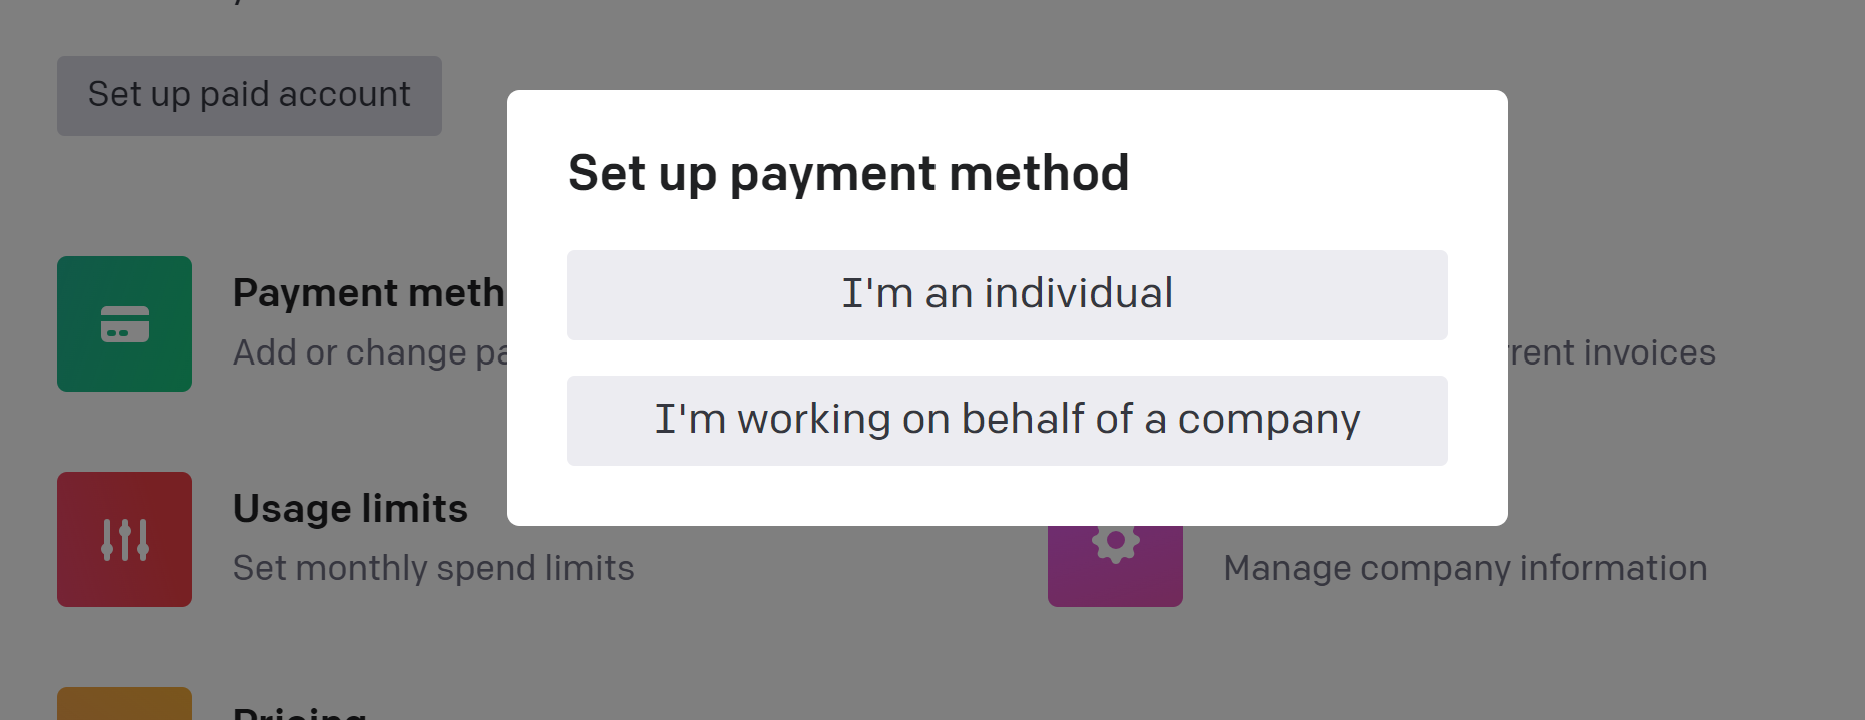 Set up paid account
Set up payment method
I'm an individual
I'm working on behalf of a company
Payment meth
Add or change pa
rent invoices
Usage limits
Set monthly spend limits
Manage company information
Pricing